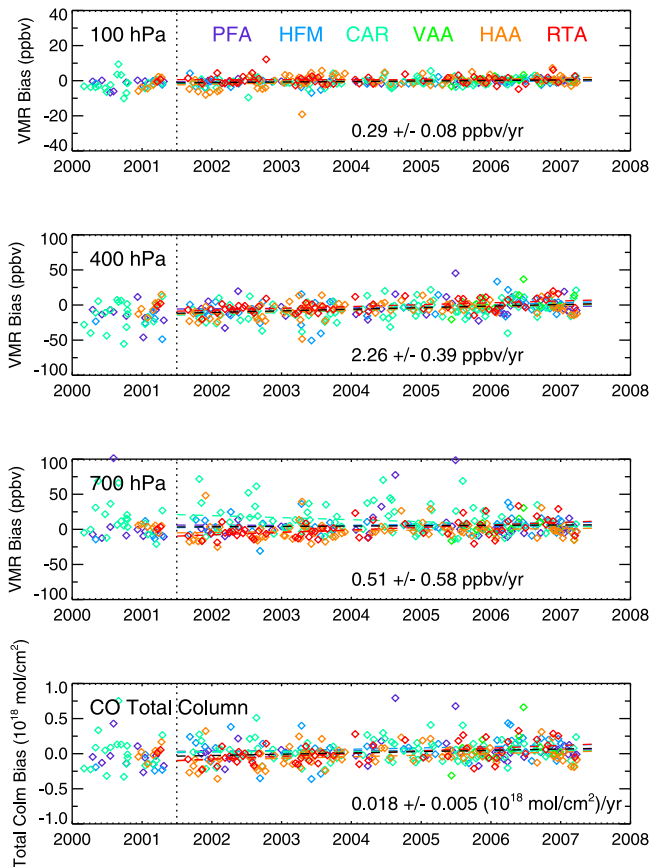 40
100 hPa
PFA HFM CAR VAA HAA RTA
20
0
-20
-40
VMR Bias (ppbv)
0.29 +/- 0.08 ppbv/yr
2000 2001 2002 2003 2004 2005 2006 2007 2008
100
400 hPa
50
0
-50
-100
VMR Bias (ppbv)
2.26 +/- 0.39 ppbv/yr
2000 2001 2002 2003 2004 2005 2006 2007 2008
100
700 hPa
50
0
-50
-100
VMR Bias (ppbv)
0.51 +/- 0.58 ppbv/yr
2000 2001 2002 2003 2004 2005 2006 2007 2008
1.0
CO Total Column
0.5
0.0
-0.5
-1.0
Total Colm Bias (10¹⁸ mol/cm²)
0.018 +/- 0.005 (10¹⁸ mol/cm²)/yr
2000 2001 2002 2003 2004 2005 2006 2007 2008